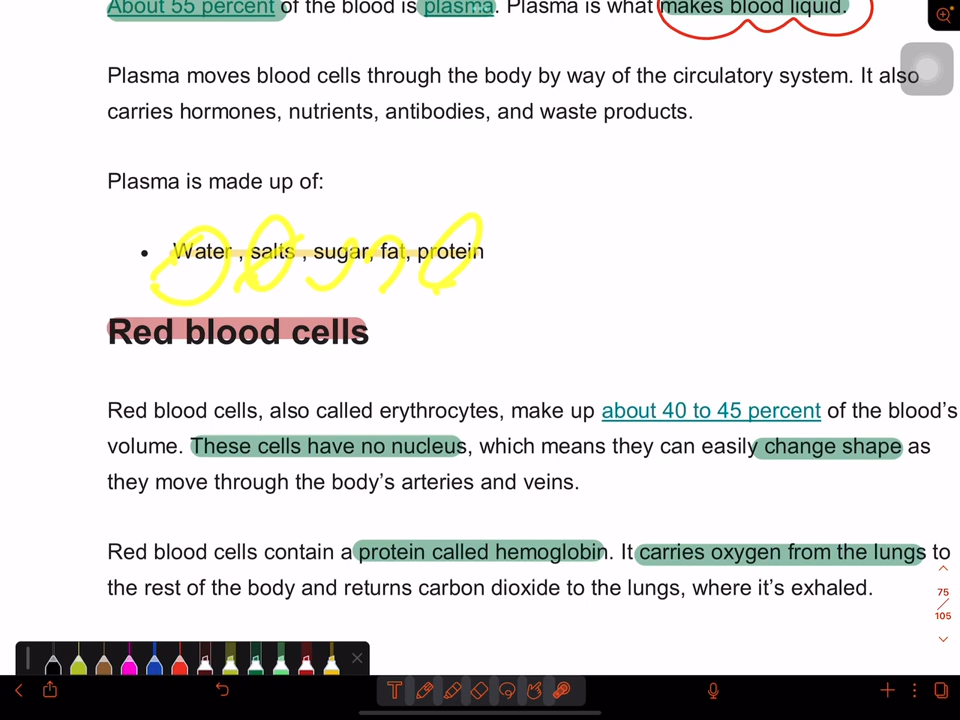 About 55 percent of the blood is plasma. Plasma is what makes blood liquid.
Plasma moves blood cells through the body by way of the circulatory system. It also
carries hormones, nutrients, antibodies, and waste products.
Plasma is made up of:
• Water , salts , sugar, fat, protein
Red blood cells
Red blood cells, also called erythrocytes, make up about 40 to 45 percent of the blood’s
volume. These cells have no nucleus, which means they can easily change shape as
they move through the body’s arteries and veins.
Red blood cells contain a protein called hemoglobin. It carries oxygen from the lungs to
the rest of the body and returns carbon dioxide to the lungs, where it’s exhaled.
75
105